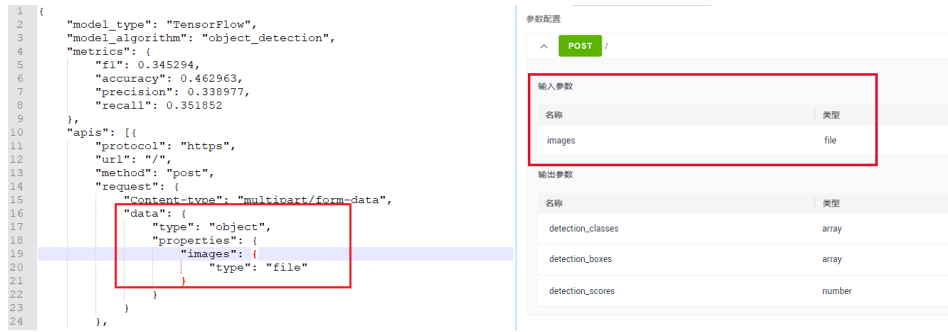 1 {
2 "model_type": "TensorFlow",
3 "model_algorithm": "object_detection",
4 "metrics": {
5 "f1": 0.345294,
6 "accuracy": 0.462963,
7 "precision": 0.338977,
8 "recall": 0.351852
9 },
10 "apis": [{
11 "protocol": "https",
12 "url": "/",
13 "method": "post",
14 "request": {
15 "Content-type": "multipart/form-data",
16 "data": {
17 "type": "object",
18 "properties": {
19 "images": {
20 "type": "file"
21 }
22 }
23 }
24 },
参数配置
POST /
输入参数
名称 类型
images file
输出参数
名称 类型
detection_classes array
detection_boxes array
detection_scores number